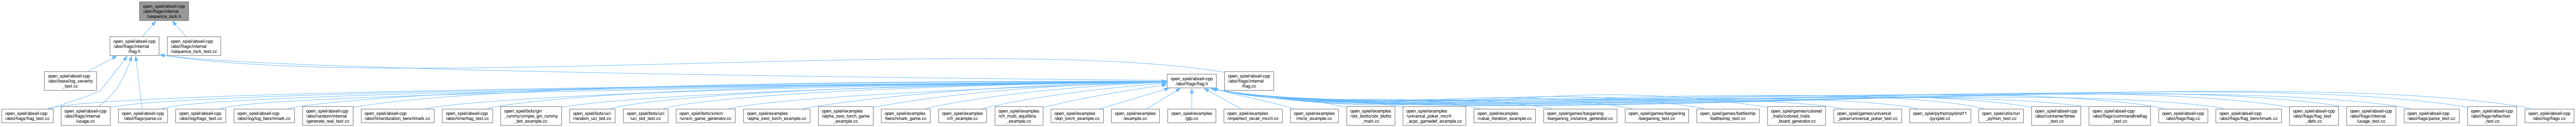 open_spiel/abseil-cpp
/absl/flags/internal
/sequence_lock.h
open_spiel/abseil-cpp
/absl/flags/internal
/flag.h
open_spiel/abseil-cpp
/absl/flags/internal
/sequence_lock_test.cc
open_spiel/abseil-cpp
/absl/base/log_severity
_test.cc
open_spiel/abseil-cpp
/absl/flags/flag.h
open_spiel/abseil-cpp
/absl/flags/internal
/flag.cc
open_spiel/abseil-cpp
/absl/flags/flag_test.cc
open_spiel/abseil-cpp
/absl/flags/internal
/usage.cc
open_spiel/abseil-cpp
/absl/flags/parse.cc
open_spiel/abseil-cpp
/absl/log/flags_test.cc
open_spiel/abseil-cpp
/absl/log/log_benchmark.cc
open_spiel/abseil-cpp
/absl/random/internal
/generate_real_test.cc
open_spiel/abseil-cpp
/absl/time/duration_benchmark.cc
open_spiel/abseil-cpp
/absl/time/flag_test.cc
open_spiel/bots/gin
_rummy/simple_gin_rummy
_bot_example.cc
open_spiel/bots/uci
/random_uci_bot.cc
open_spiel/bots/uci
/uci_bot_test.cc
open_spiel/bots/xinxin
/xinxin_game_generator.cc
open_spiel/examples
/alpha_zero_torch_example.cc
open_spiel/examples
/alpha_zero_torch_game
_example.cc
open_spiel/examples
/benchmark_game.cc
open_spiel/examples
/cfr_example.cc
open_spiel/examples
/cfr_multi_equilibria
_example.cc
open_spiel/examples
/dqn_torch_example.cc
open_spiel/examples
/example.cc
open_spiel/examples
/gtp.cc
open_spiel/examples
/imperfect_recall_mccfr.cc
open_spiel/examples
/mcts_example.cc
open_spiel/examples
/sbr_blotto/sbr_blotto
_main.cc
open_spiel/examples
/universal_poker_mccfr
_acpc_gamedef_example.cc
open_spiel/examples
/value_iteration_example.cc
open_spiel/games/bargaining
/bargaining_instance_generator.cc
open_spiel/games/bargaining
/bargaining_test.cc
open_spiel/games/battleship
/battleship_test.cc
open_spiel/games/colored
_trails/colored_trails
_board_generator.cc
open_spiel/games/universal
_poker/universal_poker_test.cc
open_spiel/python/pybind11
/pyspiel.cc
open_spiel/utils/run
_python_test.cc
open_spiel/abseil-cpp
/absl/container/btree
_test.cc
open_spiel/abseil-cpp
/absl/flags/commandlineflag
_test.cc
open_spiel/abseil-cpp
/absl/flags/flag.cc
open_spiel/abseil-cpp
/absl/flags/flag_benchmark.cc
open_spiel/abseil-cpp
/absl/flags/flag_test
_defs.cc
open_spiel/abseil-cpp
/absl/flags/internal
/usage_test.cc
open_spiel/abseil-cpp
/absl/flags/parse_test.cc
open_spiel/abseil-cpp
/absl/flags/reflection
_test.cc
open_spiel/abseil-cpp
/absl/log/flags.cc